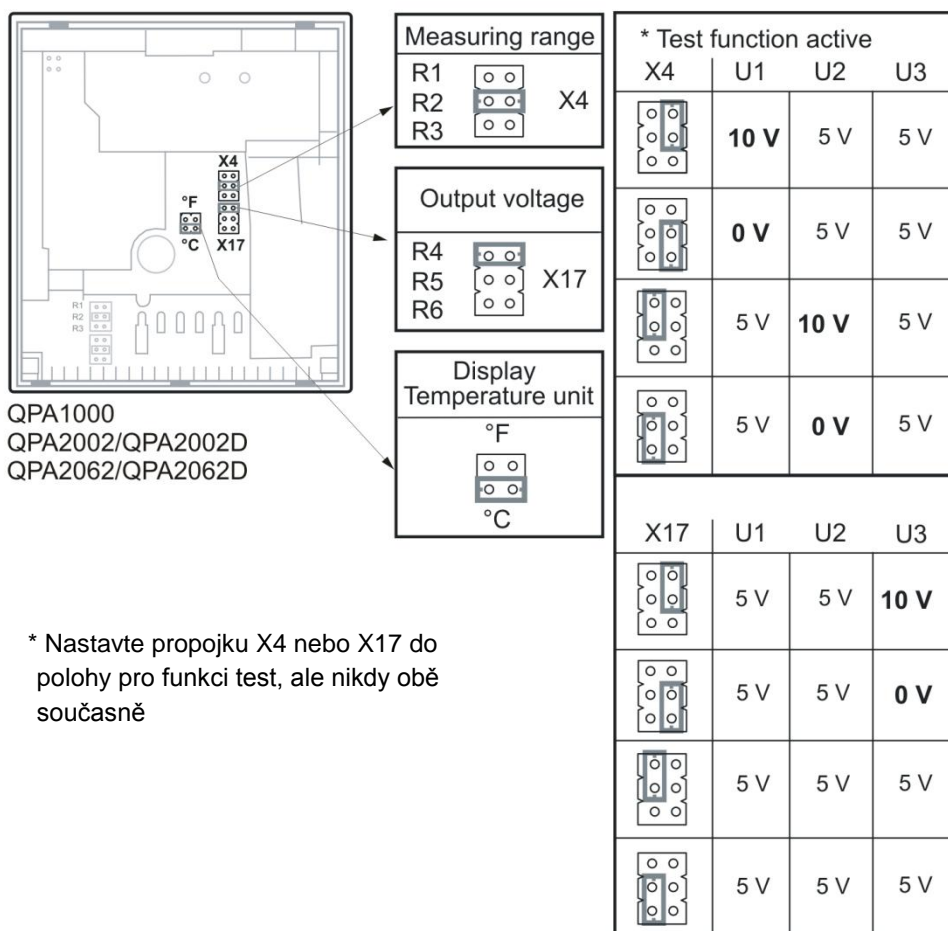 °F
°C
X4
X17
R1
R2
R3
QPA1000
QPA2002/QPA2002D
QPA2062/QPA2062D
Measuring range
R1
R2 X4
R3
Output voltage
R4
R5 X17
R6
Display
Temperature unit
°F
°C
* Test function active
X4 U1 U2 U3
10 V 5 V 5 V
0 V 5 V 5 V
5 V 10 V 5 V
5 V 0 V 5 V
X17 U1 U2 U3
5 V 5 V 10 V
5 V 5 V 0 V
5 V 5 V 5 V
5 V 5 V 5 V
* Nastavte propojku X4 nebo X17 do
polohy pro funkci test, ale nikdy obě
současně